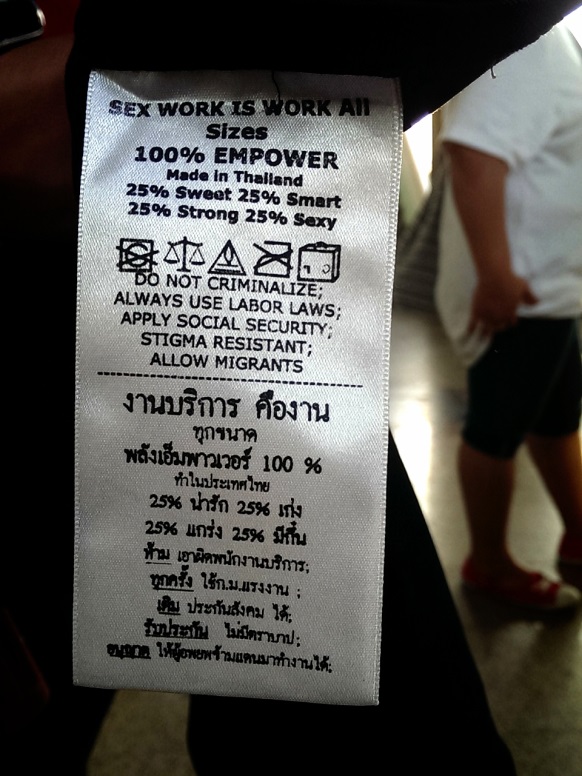 SEX WORK IS WORK All
Sizes
100% EMPOWER
Made in Thailand
25% Sweet 25% Smart
25% Strong 25% Sexy
DO NOT CRIMINALIZE;
ALWAYS USE LABOR LAWS;
APPLY SOCIAL SECURITY;
STIGMA RESISTANT;
ALLOW MIGRANTS
งานบริการ คืองาน
ทุกขนาด
พลังเอ็มพาวเวอร์ 100 %
ทำในประเทศไทย
25% น่ารัก 25% เก่ง
25% แกร่ง 25% มีกึ๋น
ห้าม เอาผิดพนักงานบริการ;
ทุกครั้ง ใช้ก.ม.แรงงาน ;
เติม ประกันสังคม ได้;
รับประกัน ไม่มีตราบาป;
อนุญาต ให้ผู้อพยพข้ามแดนมาทำงานได้;